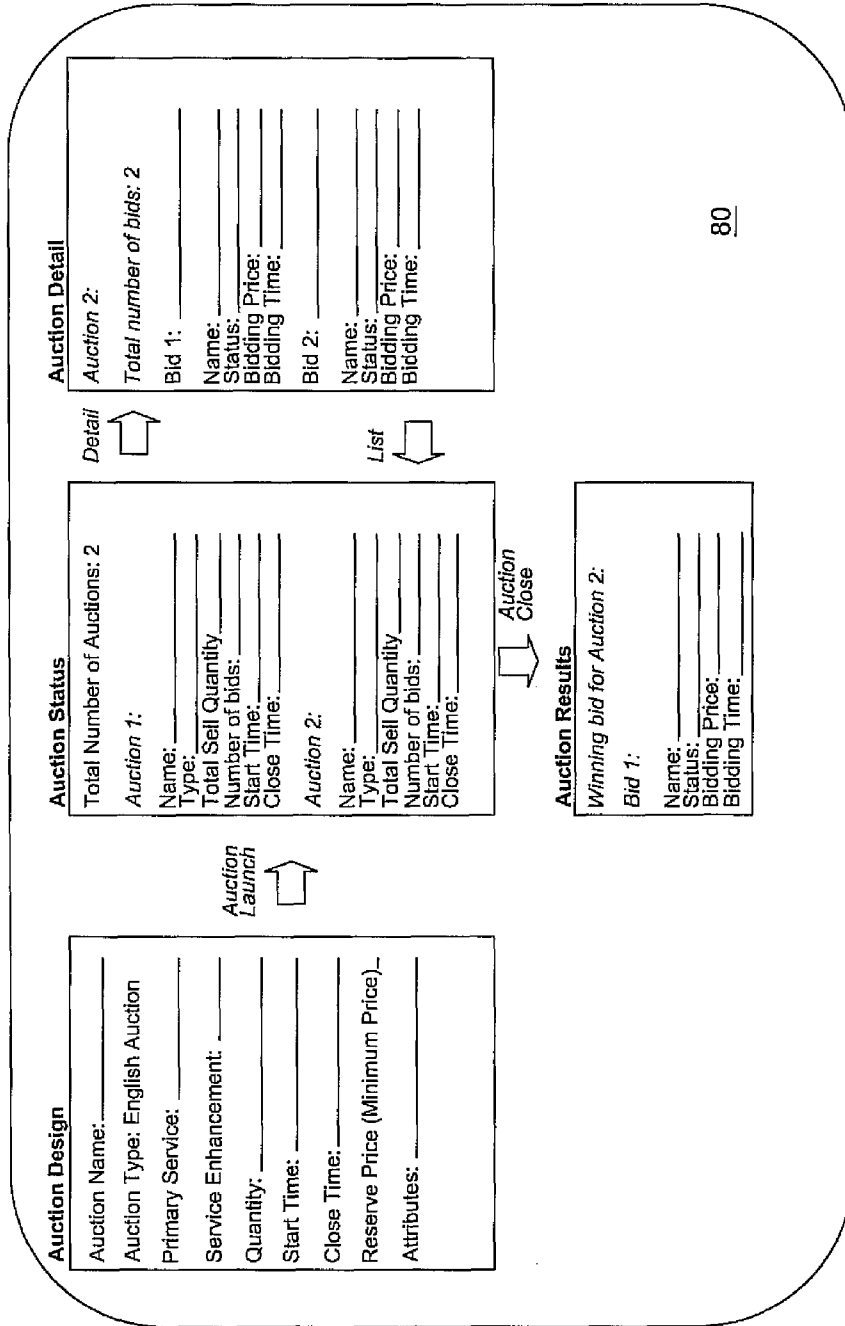 Auction Design
Auction Name:
Auction Type: English Auction
Primary Service:
Service Enhancement:
Quantity:
Start Time:
Close Time:
Reserve Price (Minimum Price)
Attributes:
Auction
Launch
Auction Status
Total Number of Auctions: 2
Auction 1:
Name:
Type:
Total Sell Quantity
Number of bids:
Start Time:
Close Time:
Auction 2:
Name:
Type:
Total Sell Quantity
Number of bids:
Start Time:
Close Time:
Detail
List
Auction Detail
Auction 2:
Total number of bids: 2
Bid 1:
Name:
Status:
Bidding Price:
Bidding Time:
Bid 2:
Name:
Status:
Bidding Price:
Bidding Time:
Auction
Close
Auction Results
Winning bid for Auction 2:
Bid 1:
Name:
Status:
Bidding Price:
Bidding Time:
80